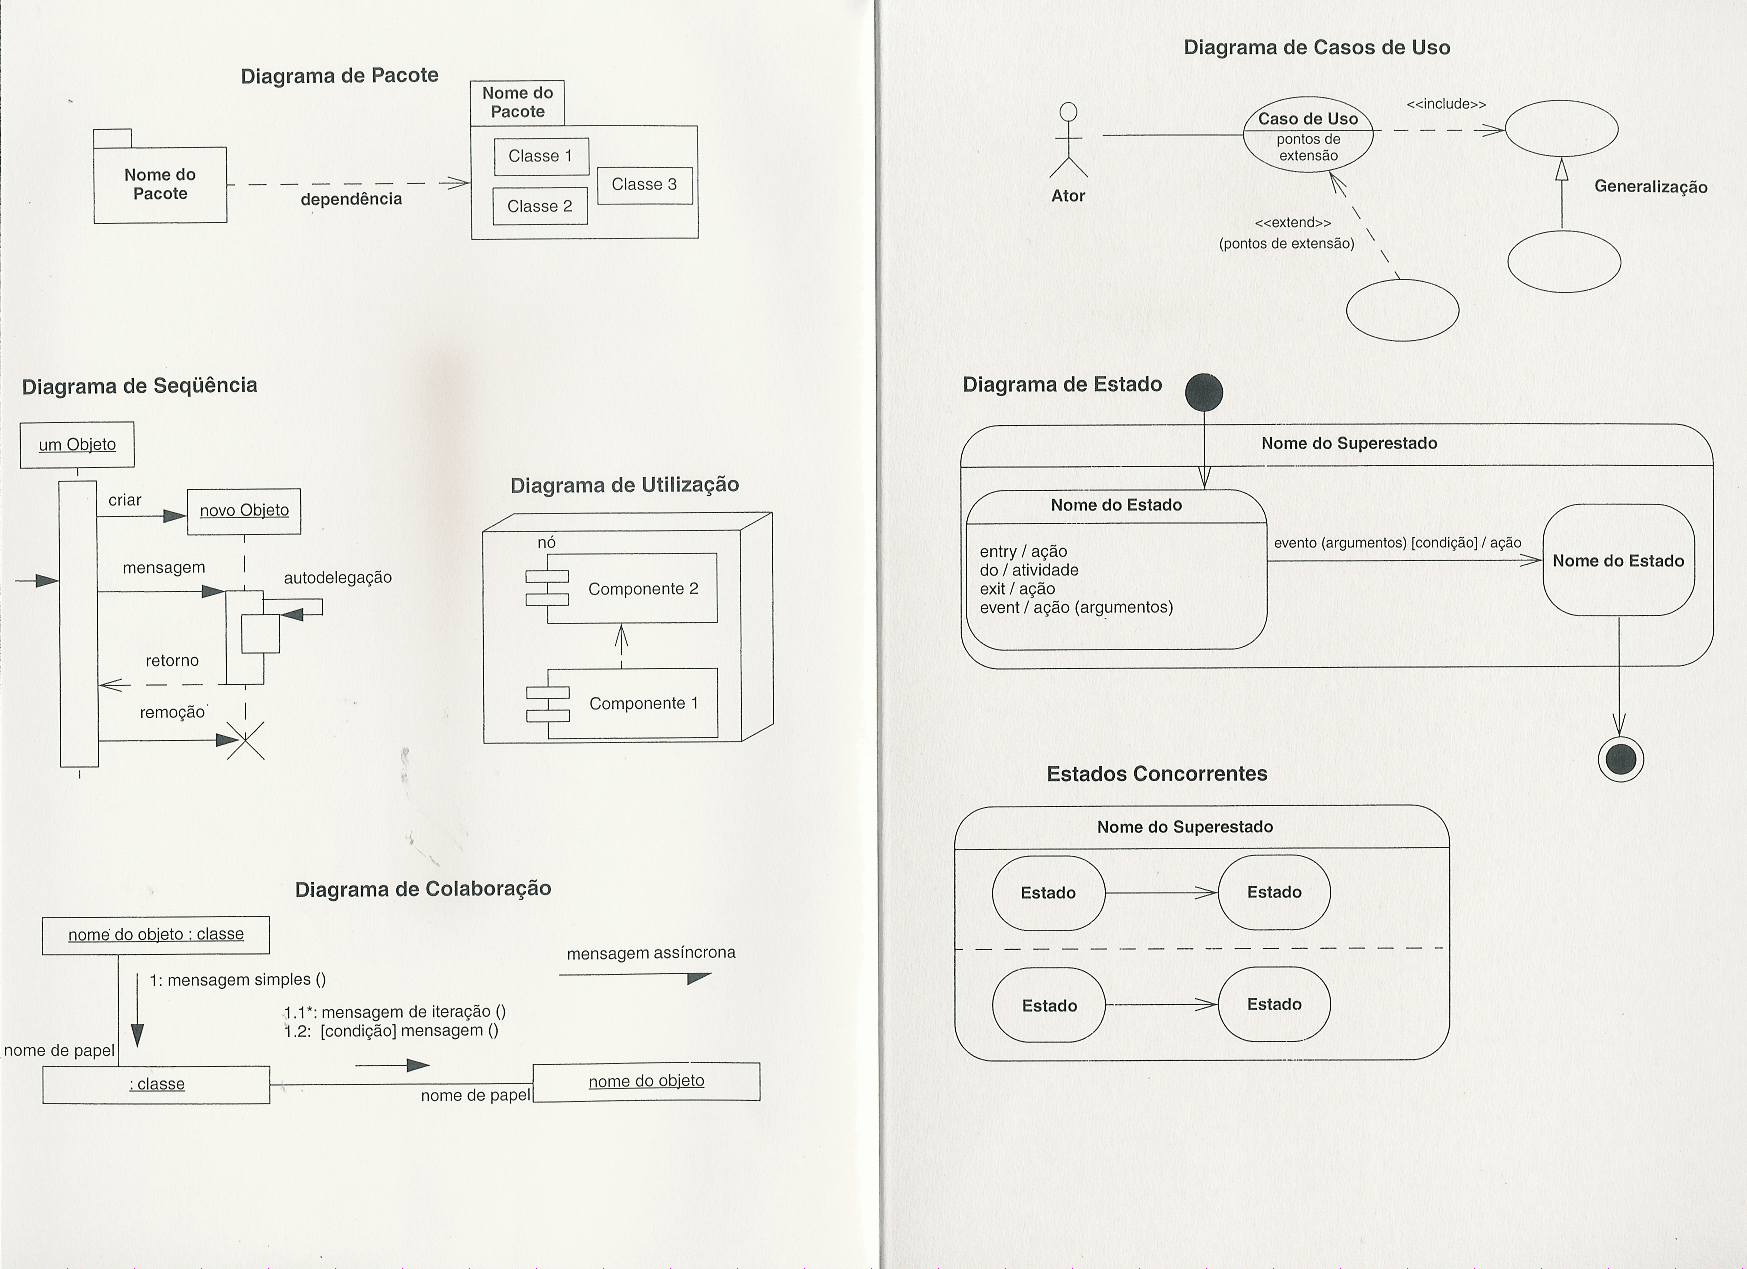 Diagrama de Pacote
Nome do
Pacote
dependência
Nome do
Pacote
Classe 1
Classe 3
Classe 2
Diagrama de Seqüência
um Objeto
criar
novo Objeto
mensagem
autodelegação
retorno
remoção
Diagrama de Utilização
nó
Componente 2
Componente 1
Diagrama de Colaboração
nome do objeto : classe
1: mensagem simples ()
mensagem assíncrona
1.1*: mensagem de iteração ()
1.2: [condição] mensagem ()
nome de papel
: classe
nome de papel
nome do objeto
Diagrama de Casos de Uso
Ator
Caso de Uso
pontos de
extensão
<<include>>
Generalização
<<extend>>
(pontos de extensão)
Diagrama de Estado
Nome do Superestado
Nome do Estado
entry / ação
do / atividade
exit / ação
event / ação (argumentos)
evento (argumentos) [condição] / ação
Nome do Estado
Estados Concorrentes
Nome do Superestado
Estado
Estado
Estado
Estado